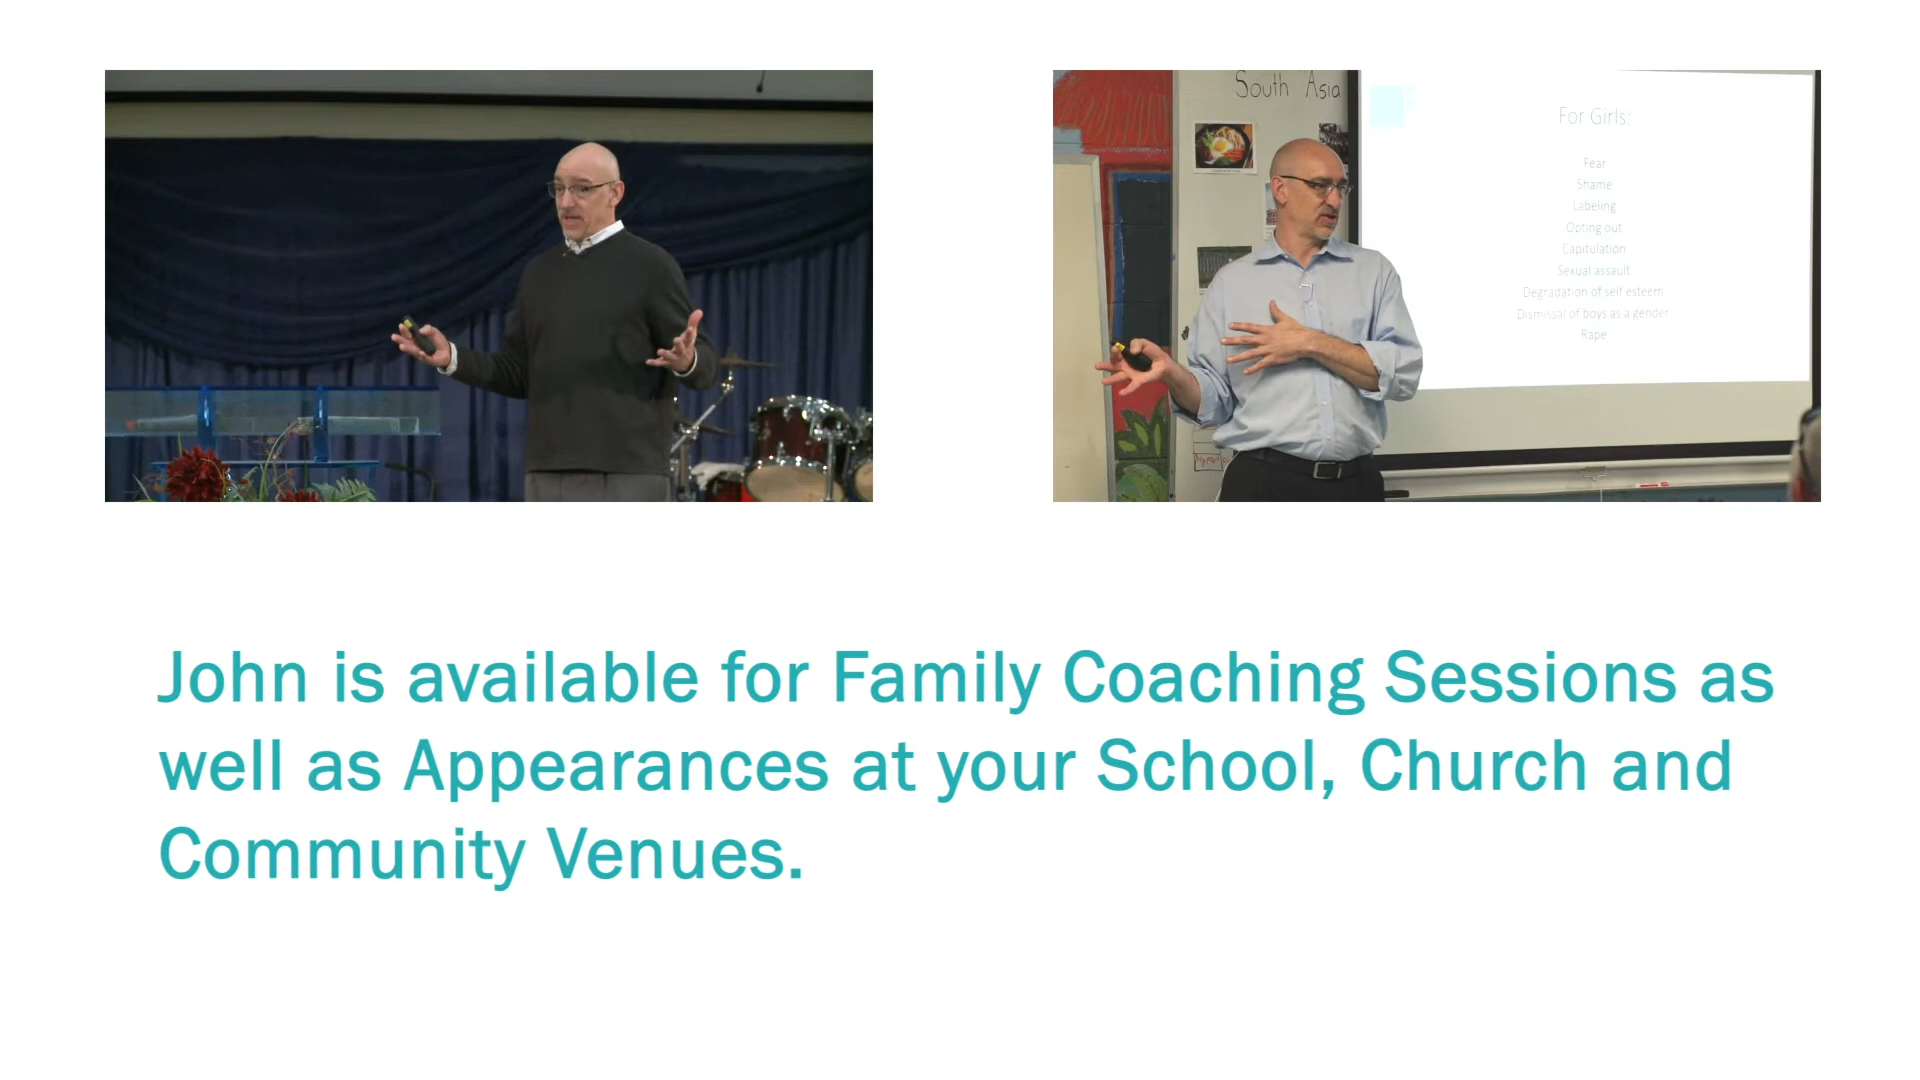 South Asia
For Girls:
Fear
Shame
Labeling
Opting out
Capitulation
Sexual assault
Degradation of self esteem
Dismissal of boys as a gender
Rape
John is available for Family Coaching Sessions as
well as Appearances at your School, Church and
Community Venues.